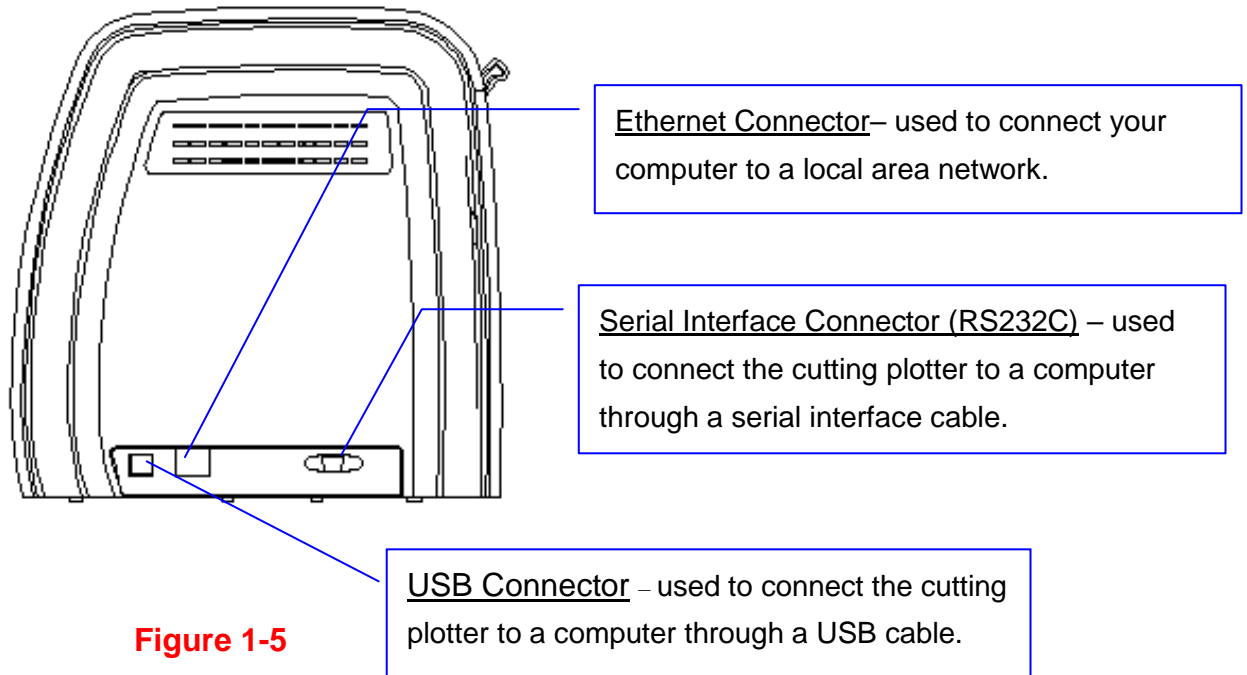 Ethernet Connector– used to connect your
computer to a local area network.
Serial Interface Connector (RS232C) – used
to connect the cutting plotter to a computer
through a serial interface cable.
USB Connector – used to connect the cutting
plotter to a computer through a USB cable.
Figure 1-5